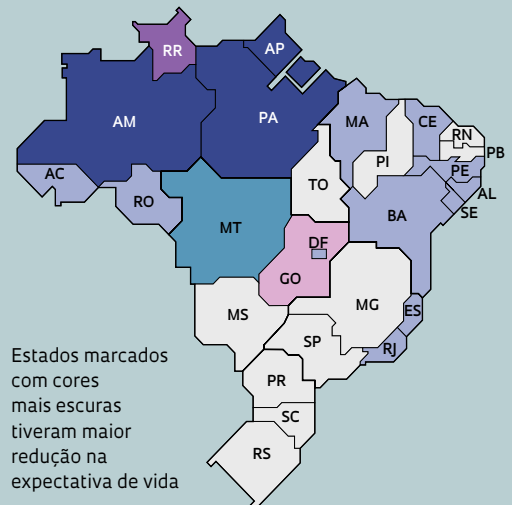 RR
AP
AM
PA
MA
CE
RN
PB
PI
PE
AL
SE
AC
RO
TO
BA
MT
DF
GO
MG
ES
MS
SP
RJ
PR
SC
RS
Estados marcados
com cores
mais escuras
tiveram maior
redução na
expectativa de vida